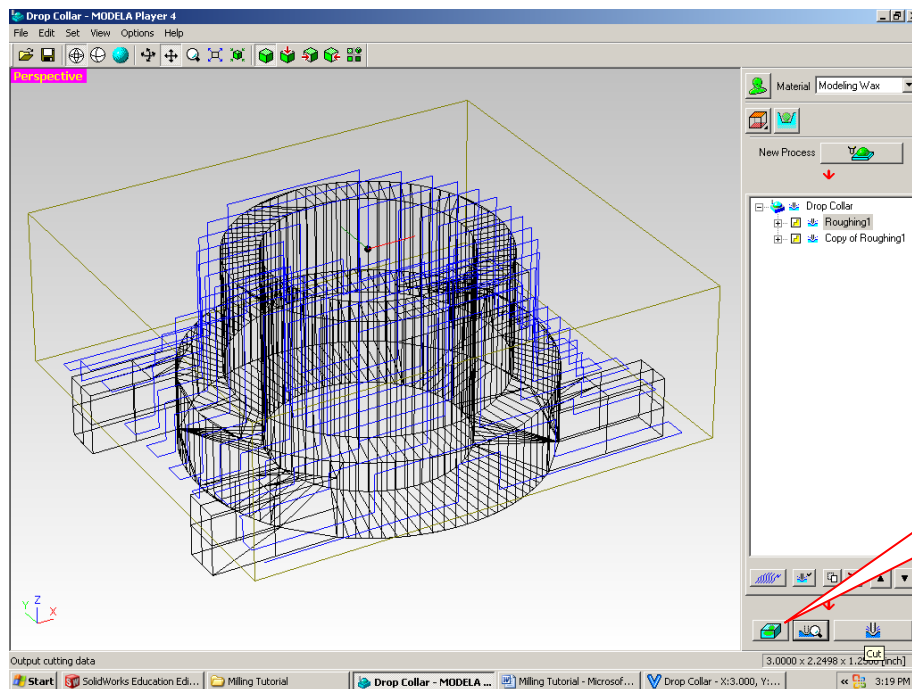 Drop Collar - MODELA Player 4
File Edit Set View Options Help
Perspective
Material Modeling Wax
New Process
Drop Collar
Roughing1
Copy of Roughing1
Z
Y
X
Cut
Output cutting data
3.0000 x 2.2498 x 1.2500 [inch]
Start SolidWorks Education Edi... Milling Tutorial Drop Collar - MODELA ... Milling Tutorial - Microsof... Drop Collar - X:3.000, Y:... « 3:19 PM